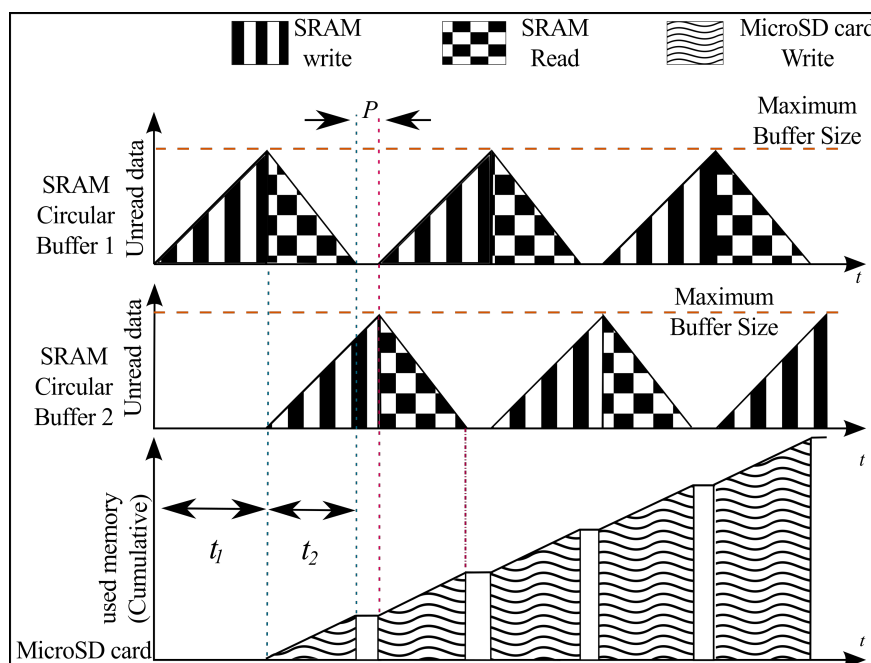 SRAM
write
SRAM
Read
MicroSD card
Write
P
Maximum
Buffer Size
SRAM
Circular
Buffer 1
Unread data
t
Maximum
Buffer Size
SRAM
Circular
Buffer 2
Unread data
t
used memory
(Cumulative)
t1
t2
MicroSD card
t